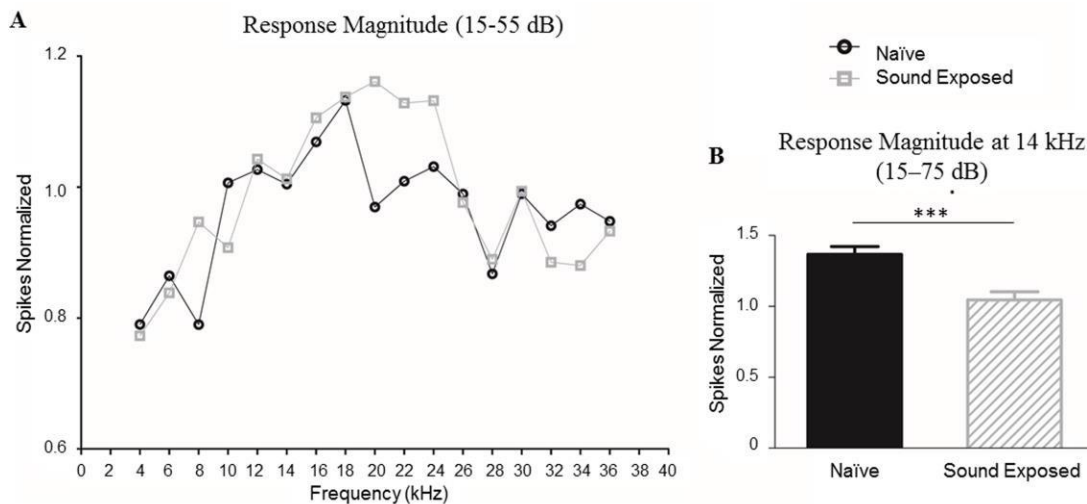 A
Response Magnitude (15-55 dB)
1.2
1.0
0.8
0.6
Spikes Normalized
0 2 4 6 8 10 12 14 16 18 20 22 24 26 28 30 32 34 36 38 40
Frequency (kHz)
Naïve
Sound Exposed
B
Response Magnitude at 14 kHz
(15–75 dB)
***
1.5
1.0
0.5
0
Spikes Normalized
Naïve Sound Exposed